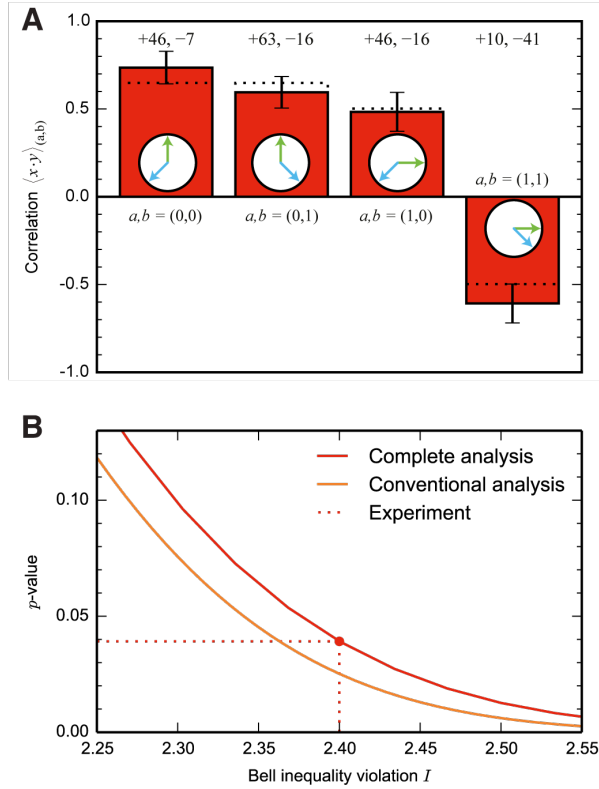 A
1.0
+46, −7 +63, −16 +46, −16 +10, −41
0.5
a,b = (1,1)
0.0
a,b = (0,0) a,b = (0,1) a,b = (1,0)
-0.5
-1.0
Correlation ⟨x·y⟩(a,b)
B
Complete analysis
Conventional analysis
Experiment
0.10
0.05
0.00
p-value
2.25 2.30 2.35 2.40 2.45 2.50 2.55
Bell inequality violation I